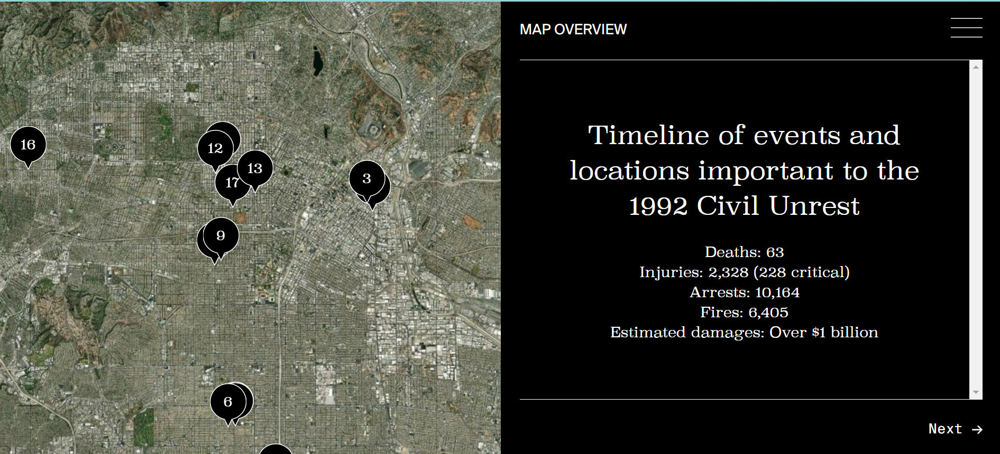 MAP OVERVIEW
16
12
13
17
3
9
6
Timeline of events and
locations important to the
1992 Civil Unrest
Deaths: 63
Injuries: 2,328 (228 critical)
Arrests: 10,164
Fires: 6,405
Estimated damages: Over $1 billion
Next →